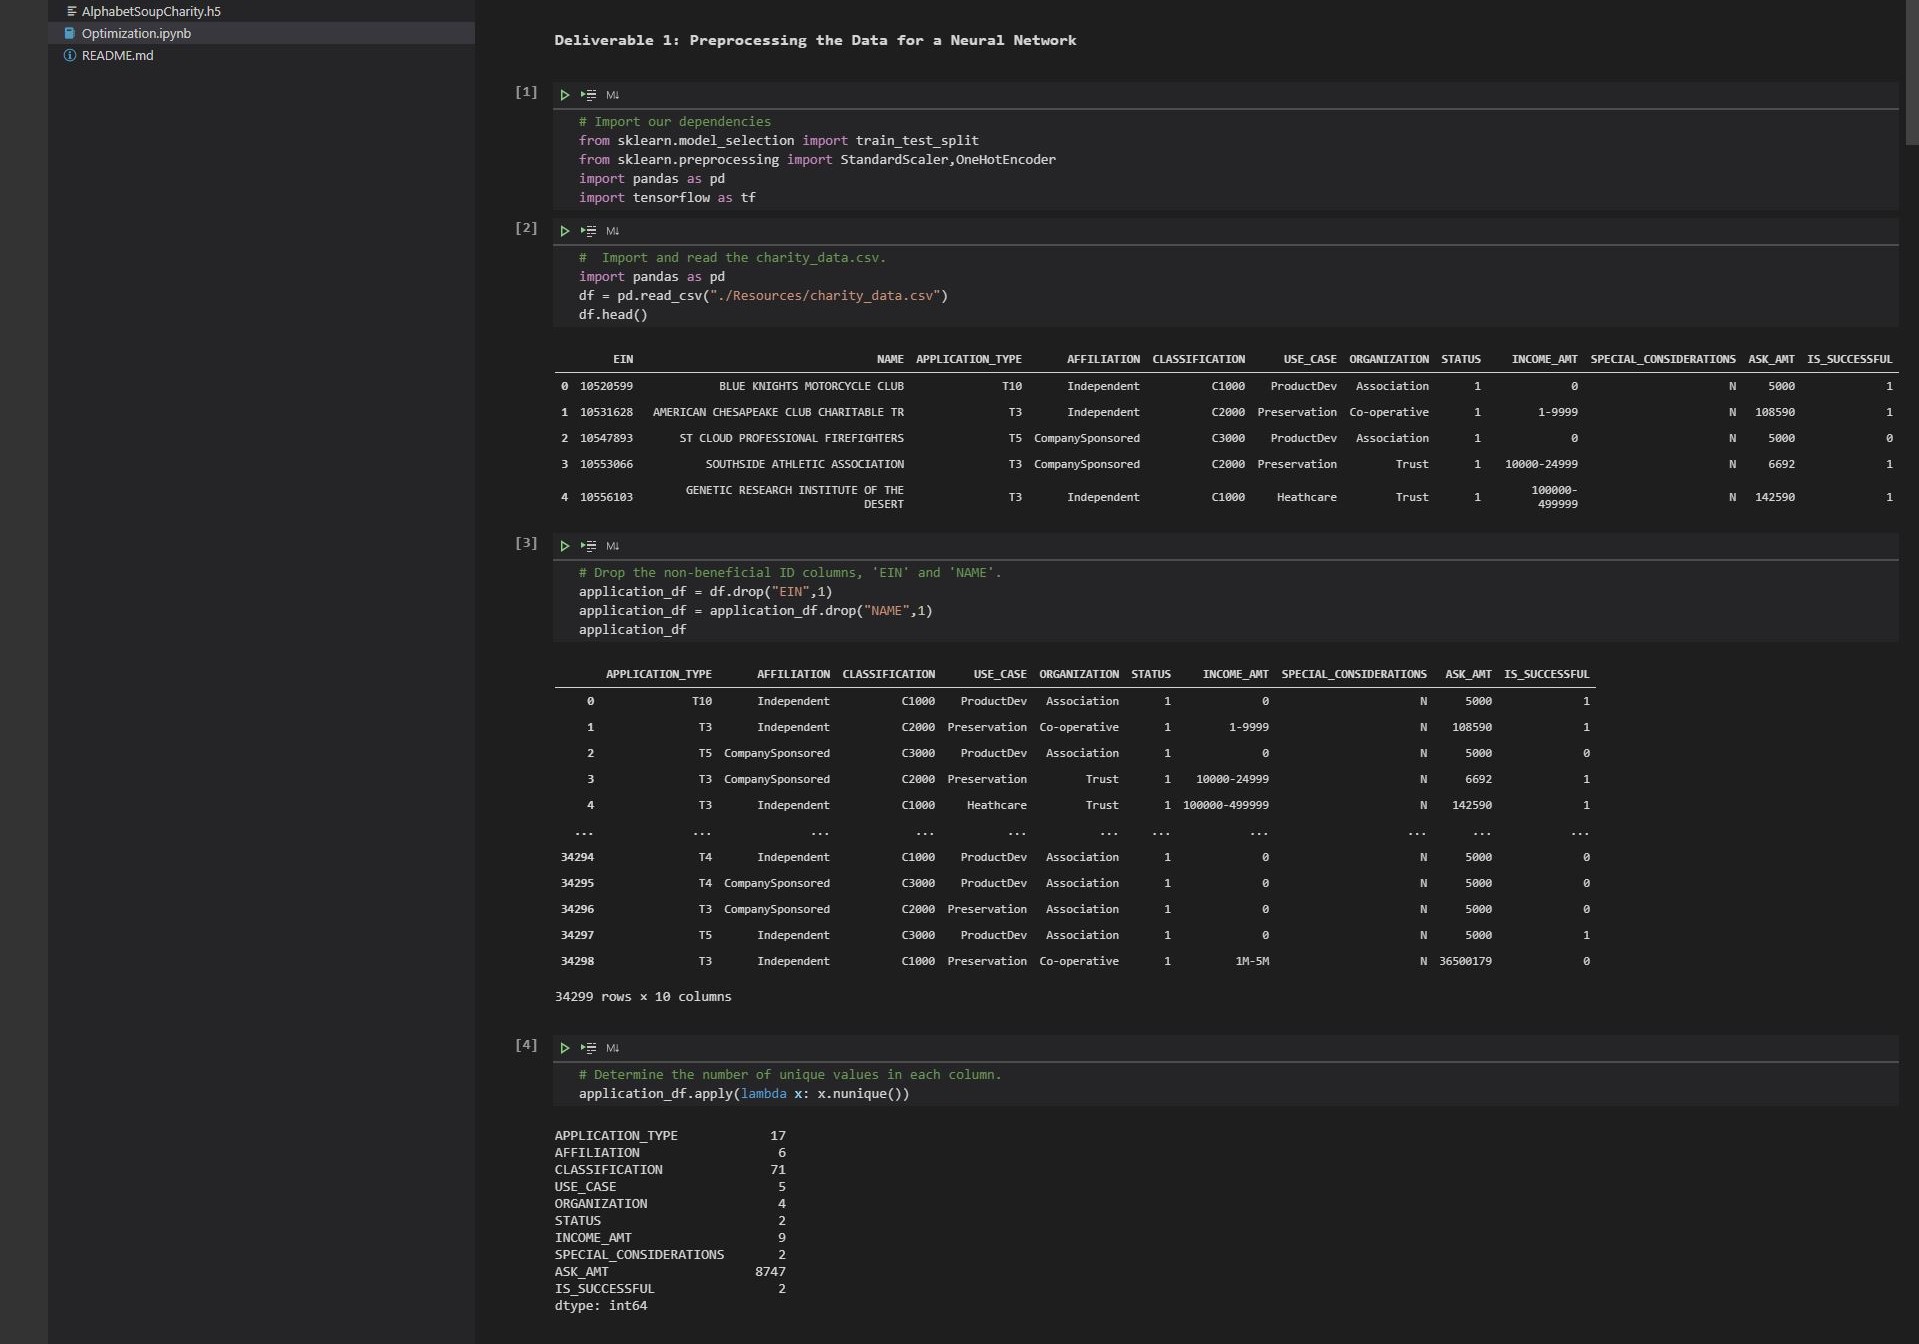 AlphabetSoupCharity.h5
Optimization.ipynb
README.md
Deliverable 1: Preprocessing the Data for a Neural Network
[1]
M↓
# Import our dependencies
from sklearn.model_selection import train_test_split
from sklearn.preprocessing import StandardScaler,OneHotEncoder
import pandas as pd
import tensorflow as tf
[2]
M↓
#  Import and read the charity_data.csv.
import pandas as pd
df = pd.read_csv("./Resources/charity_data.csv")
df.head()
EIN NAME APPLICATION_TYPE AFFILIATION CLASSIFICATION USE_CASE ORGANIZATION STATUS INCOME_AMT SPECIAL_CONSIDERATIONS ASK_AMT IS_SUCCESSFUL
0 10520599 BLUE KNIGHTS MOTORCYCLE CLUB T10 Independent C1000 ProductDev Association 1 0 N 5000 1
1 10531628 AMERICAN CHESAPEAKE CLUB CHARITABLE TR T3 Independent C2000 Preservation Co-operative 1 1-9999 N 108590 1
2 10547893 ST CLOUD PROFESSIONAL FIREFIGHTERS T5 CompanySponsored C3000 ProductDev Association 1 0 N 5000 0
3 10553066 SOUTHSIDE ATHLETIC ASSOCIATION T3 CompanySponsored C2000 Preservation Trust 1 10000-24999 N 6692 1
4 10556103 GENETIC RESEARCH INSTITUTE OF THE DESERT T3 Independent C1000 Heathcare Trust 1 100000-499999 N 142590 1
[3]
M↓
# Drop the non-beneficial ID columns, 'EIN' and 'NAME'.
application_df = df.drop("EIN",1)
application_df = application_df.drop("NAME",1)
application_df
APPLICATION_TYPE AFFILIATION CLASSIFICATION USE_CASE ORGANIZATION STATUS INCOME_AMT SPECIAL_CONSIDERATIONS ASK_AMT IS_SUCCESSFUL
0 T10 Independent C1000 ProductDev Association 1 0 N 5000 1
1 T3 Independent C2000 Preservation Co-operative 1 1-9999 N 108590 1
2 T5 CompanySponsored C3000 ProductDev Association 1 0 N 5000 0
3 T3 CompanySponsored C2000 Preservation Trust 1 10000-24999 N 6692 1
4 T3 Independent C1000 Heathcare Trust 1 100000-499999 N 142590 1
... ... ... ... ... ... ... ... ... ... ...
34294 T4 Independent C1000 ProductDev Association 1 0 N 5000 0
34295 T4 CompanySponsored C3000 ProductDev Association 1 0 N 5000 0
34296 T3 CompanySponsored C2000 Preservation Association 1 0 N 5000 0
34297 T5 Independent C3000 ProductDev Association 1 0 N 5000 1
34298 T3 Independent C1000 Preservation Co-operative 1 1M-5M N 36500179 0
34299 rows × 10 columns
[4]
M↓
# Determine the number of unique values in each column.
application_df.apply(lambda x: x.nunique())
APPLICATION_TYPE 17
AFFILIATION 6
CLASSIFICATION 71
USE_CASE 5
ORGANIZATION 4
STATUS 2
INCOME_AMT 9
SPECIAL_CONSIDERATIONS 2
ASK_AMT 8747
IS_SUCCESSFUL 2
dtype: int64